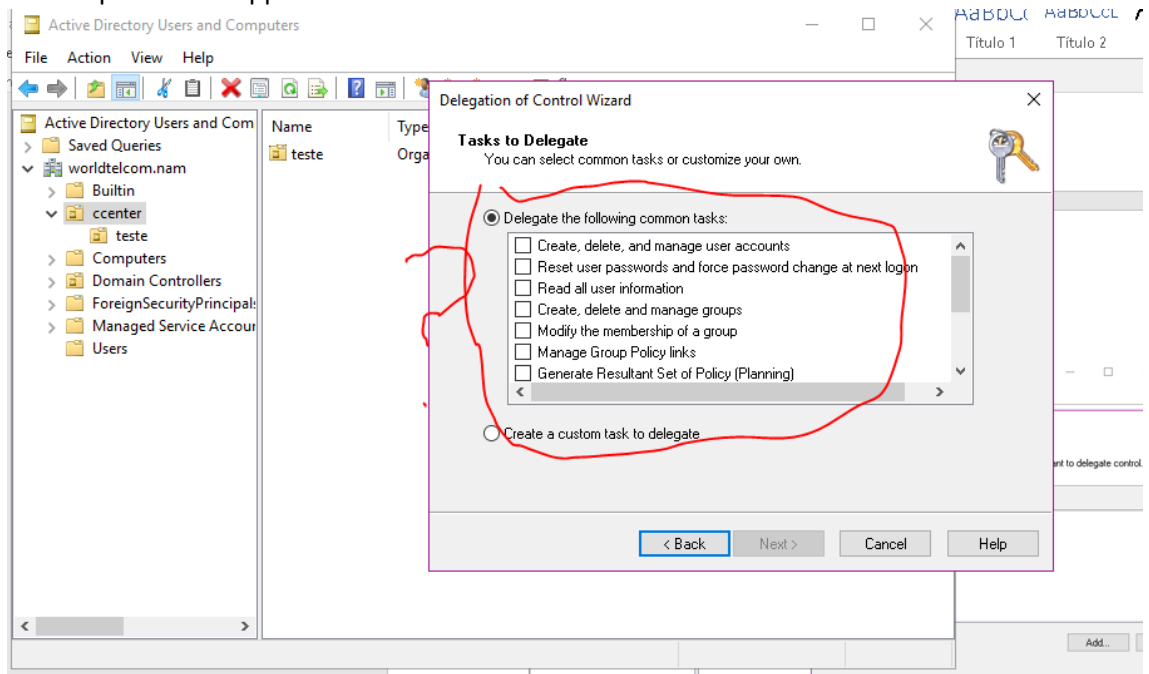 Active Directory Users and Computers
AaBbCc AaBbCcL
Título 1 Título 2
File Action View Help
Active Directory Users and Com
Saved Queries
worldtelcom.nam
Builtin
ccenter
teste
Computers
Domain Controllers
ForeignSecurityPrincipal:
Managed Service Accour
Users
Name Type
teste Orga
Delegation of Control Wizard
Tasks to Delegate
You can select common tasks or customize your own.
Delegate the following common tasks:
Create, delete, and manage user accounts
Reset user passwords and force password change at next logon
Read all user information
Create, delete and manage groups
Modify the membership of a group
Manage Group Policy links
Generate Resultant Set of Policy (Planning)
Create a custom task to delegate
< Back Next > Cancel Help
to delegate control.
Add...